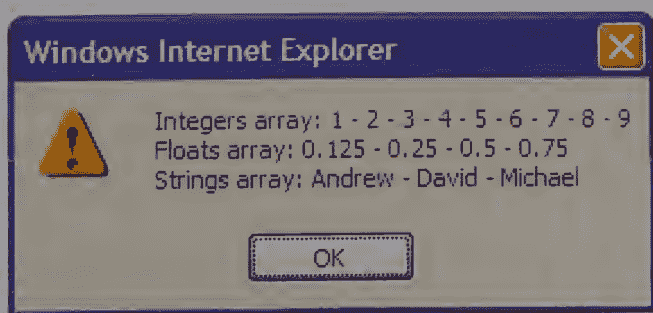 Windows Internet Explorer
Integers array: 1 - 2 - 3 - 4 - 5 - 6 - 7 - 8 - 9
Floats array: 0.125 - 0.25 - 0.5 - 0.75
Strings array: Andrew - David - Michael
OK